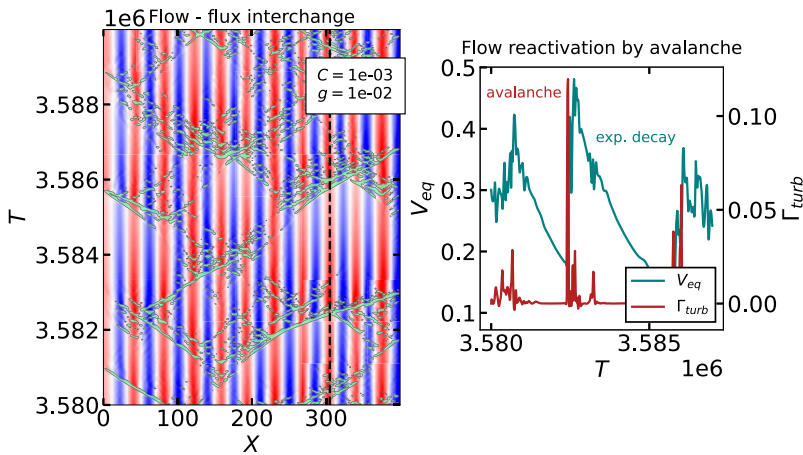 1e6 Flow - flux interchange
C = 1e-03
g = 1e-02
3.588
3.586
3.584
3.582
3.580
T
0 100 200 300
X
Flow reactivation by avalanche
0.5
0.4
0.3
0.2
0.1
V_eq
avalanche
exp. decay
0.10
0.05
0.00
Γ_turb
V_eq
Γ_turb
3.580 3.585
T 1e6